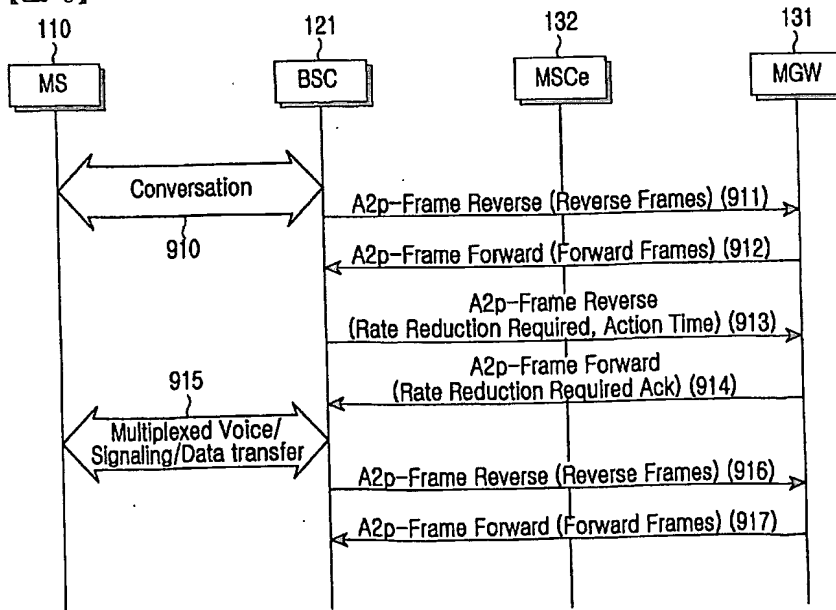 110 121 132 131
MS BSC MSCe MGW
Conversation
910
A2p-Frame Reverse (Reverse Frames) (911)
A2p-Frame Forward (Forward Frames) (912)
A2p-Frame Reverse
(Rate Reduction Required, Action Time) (913)
A2p-Frame Forward
(Rate Reduction Required Ack) (914)
915
Multiplexed Voice/
Signaling/Data transfer
A2p-Frame Reverse (Reverse Frames) (916)
A2p-Frame Forward (Forward Frames) (917)